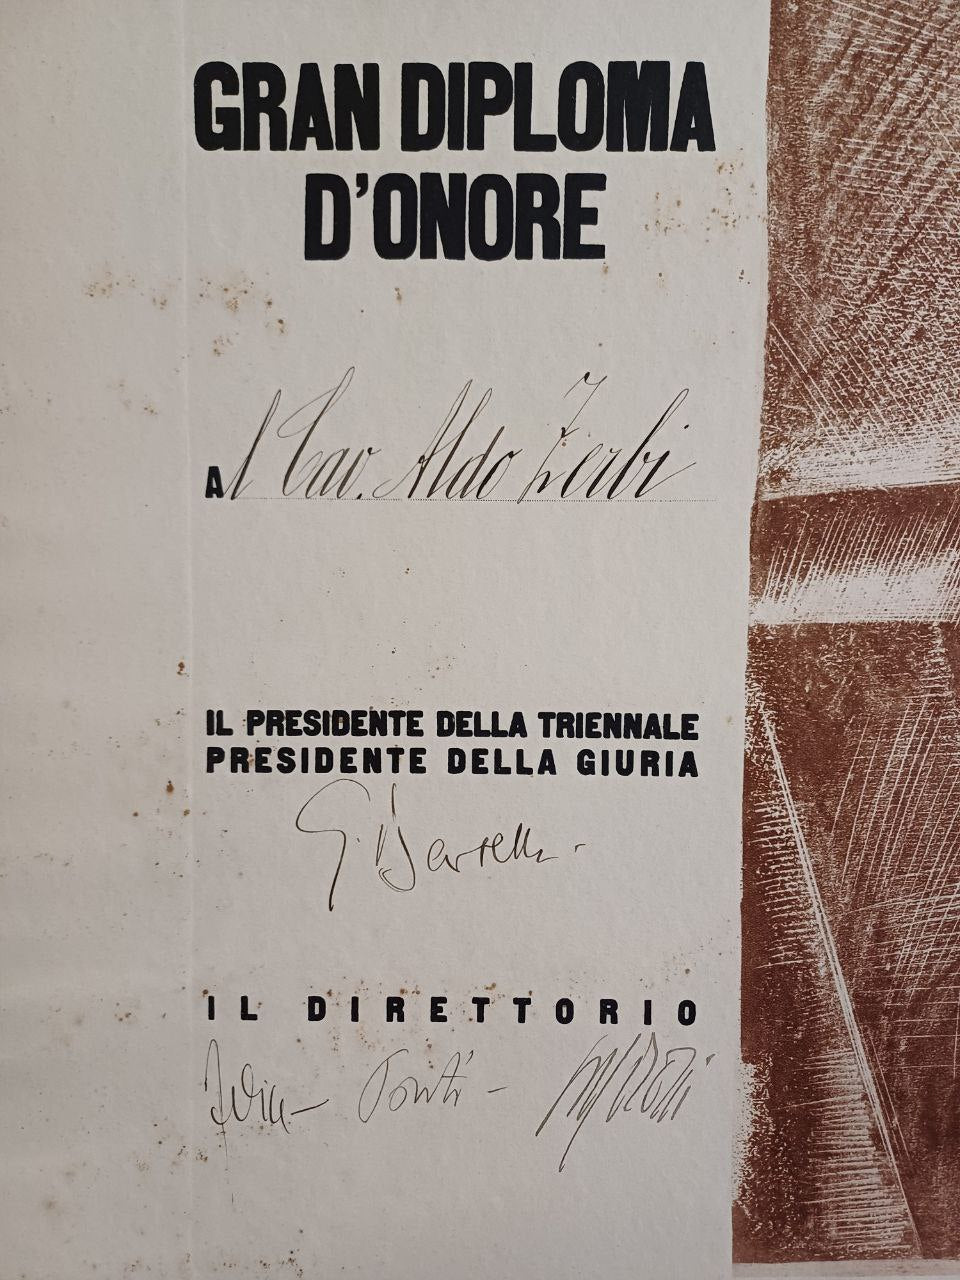 GRAN DIPLOMA
D'ONORE
Al Cav. Aldo Zerbi
IL PRESIDENTE DELLA TRIENNALE
PRESIDENTE DELLA GIURIA
IL DIRETTORIO
Ponti